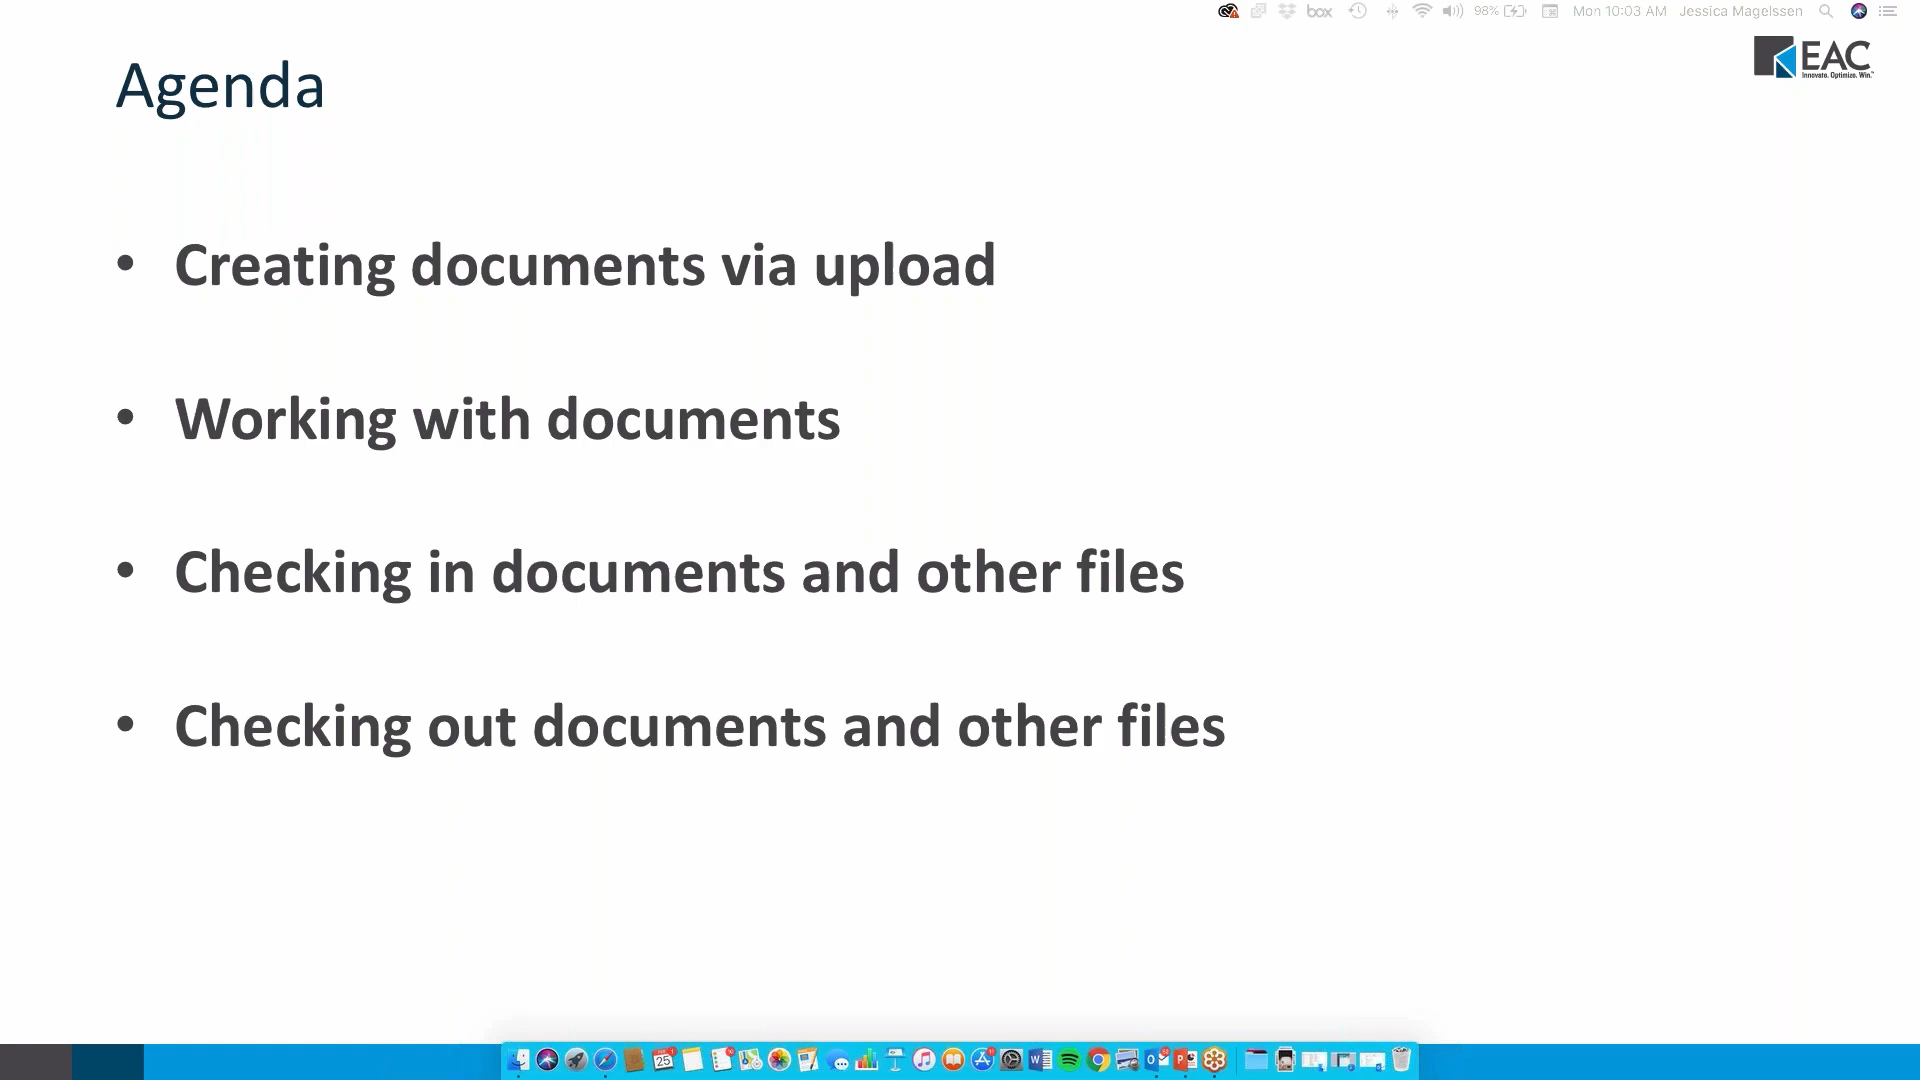 box 98% Mon 10:03 AM Jessica Magelssen
EAC
Innovate. Optimize. Win.
Agenda
• Creating documents via upload
• Working with documents
• Checking in documents and other files
• Checking out documents and other files
25